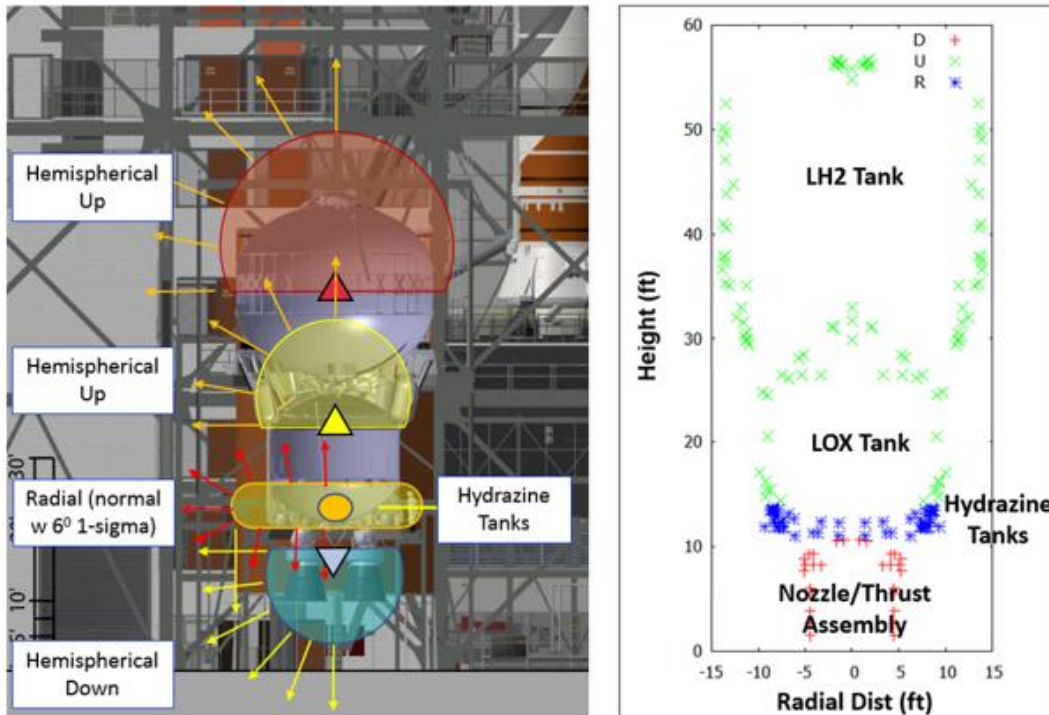 Hemispherical
Up
Hemispherical
Up
30'
Radial (normal
w 6⁰ 1-sigma)
Hydrazine
Tanks
10'
5'
Hemispherical
Down
60
50
40
30
20
10
0
Height (ft)
D
U
R
LH2 Tank
LOX Tank
Hydrazine
Tanks
Nozzle/Thrust
Assembly
-15 -10 -5 0 5 10 15
Radial Dist (ft)